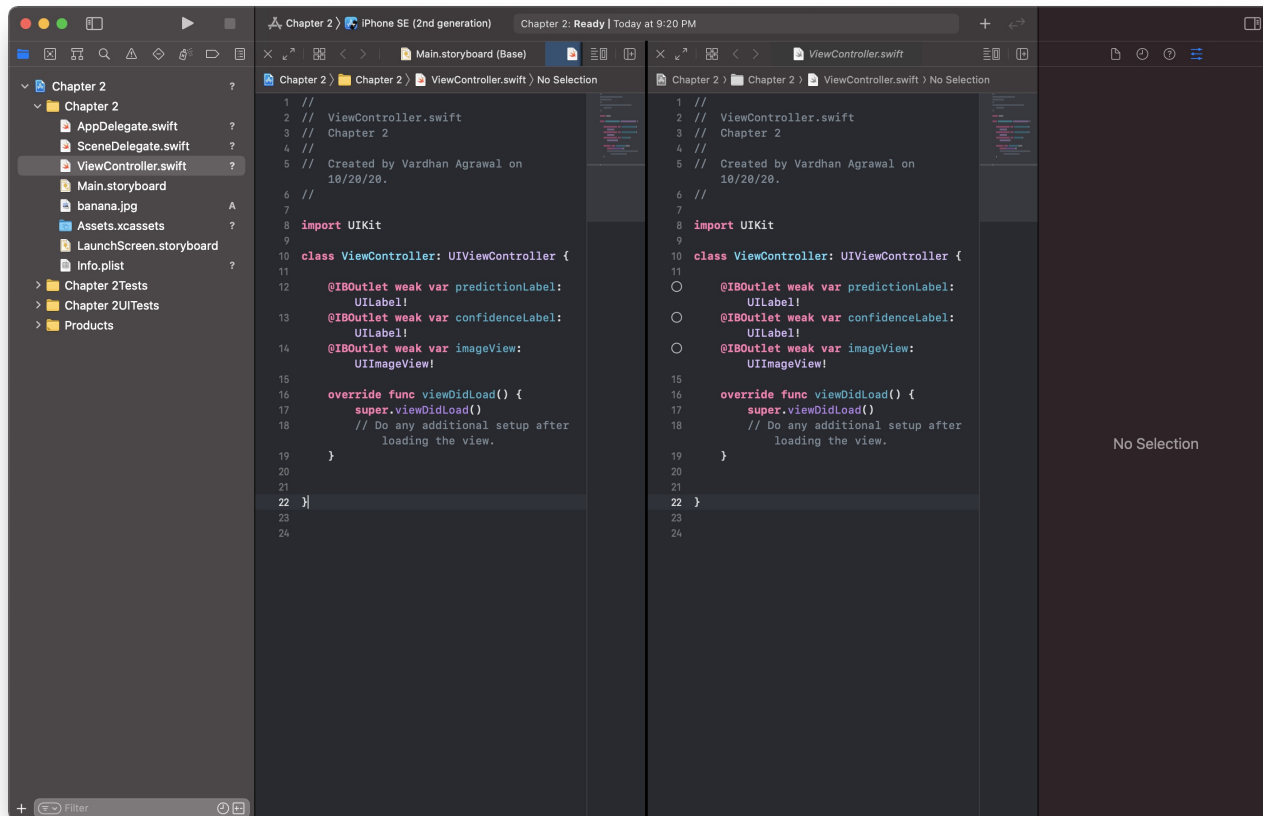 Chapter 2 〉 iPhone SE (2nd generation)
Chapter 2: Ready | Today at 9:20 PM
Main.storyboard (Base)
ViewController.swift
Chapter 2 〉 Chapter 2 〉 ViewController.swift 〉 No Selection
Chapter 2 〉 Chapter 2 〉 ViewController.swift 〉 No Selection
Chapter 2 ?
Chapter 2
AppDelegate.swift ?
SceneDelegate.swift ?
ViewController.swift ?
Main.storyboard
banana.jpg A
Assets.xcassets ?
LaunchScreen.storyboard
Info.plist ?
Chapter 2Tests
Chapter 2UITests
Products
Filter
1 //
2 //  ViewController.swift
3 //  Chapter 2
4 //
5 //  Created by Vardhan Agrawal on
10/20/20.
6 //
7
8 import UIKit
9
10 class ViewController: UIViewController {
11
12     @IBOutlet weak var predictionLabel:
UILabel!
13     @IBOutlet weak var confidenceLabel:
UILabel!
14     @IBOutlet weak var imageView:
UIImageView!
15
16     override func viewDidLoad() {
17         super.viewDidLoad()
18         // Do any additional setup after
loading the view.
19     }
20
21
22 }
23
24
1 //
2 //  ViewController.swift
3 //  Chapter 2
4 //
5 //  Created by Vardhan Agrawal on
10/20/20.
6 //
7
8 import UIKit
9
10 class ViewController: UIViewController {
11
@IBOutlet weak var predictionLabel:
UILabel!
@IBOutlet weak var confidenceLabel:
UILabel!
@IBOutlet weak var imageView:
UIImageView!
15
16     override func viewDidLoad() {
17         super.viewDidLoad()
18         // Do any additional setup after
loading the view.
19     }
20
21
22 }
23
24
No Selection